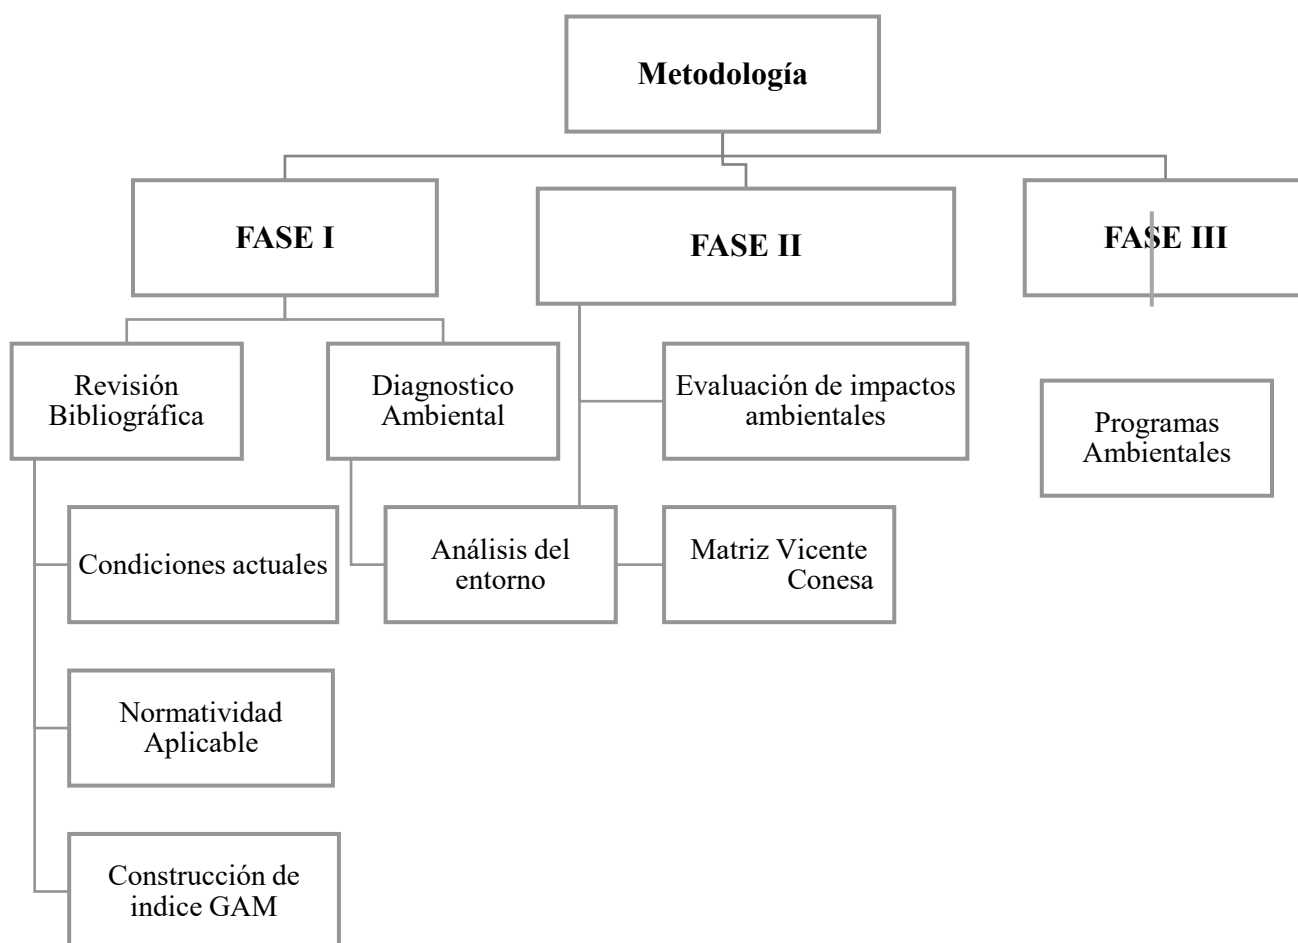 Metodología
FASE I
FASE II
FASE III
Revisión
Bibliográfica
Diagnostico
Ambiental
Evaluación de impactos
ambientales
Programas
Ambientales
Condiciones actuales
Análisis del
entorno
Matriz Vicente
Conesa
Normatividad
Aplicable
Construcción de
indice GAM